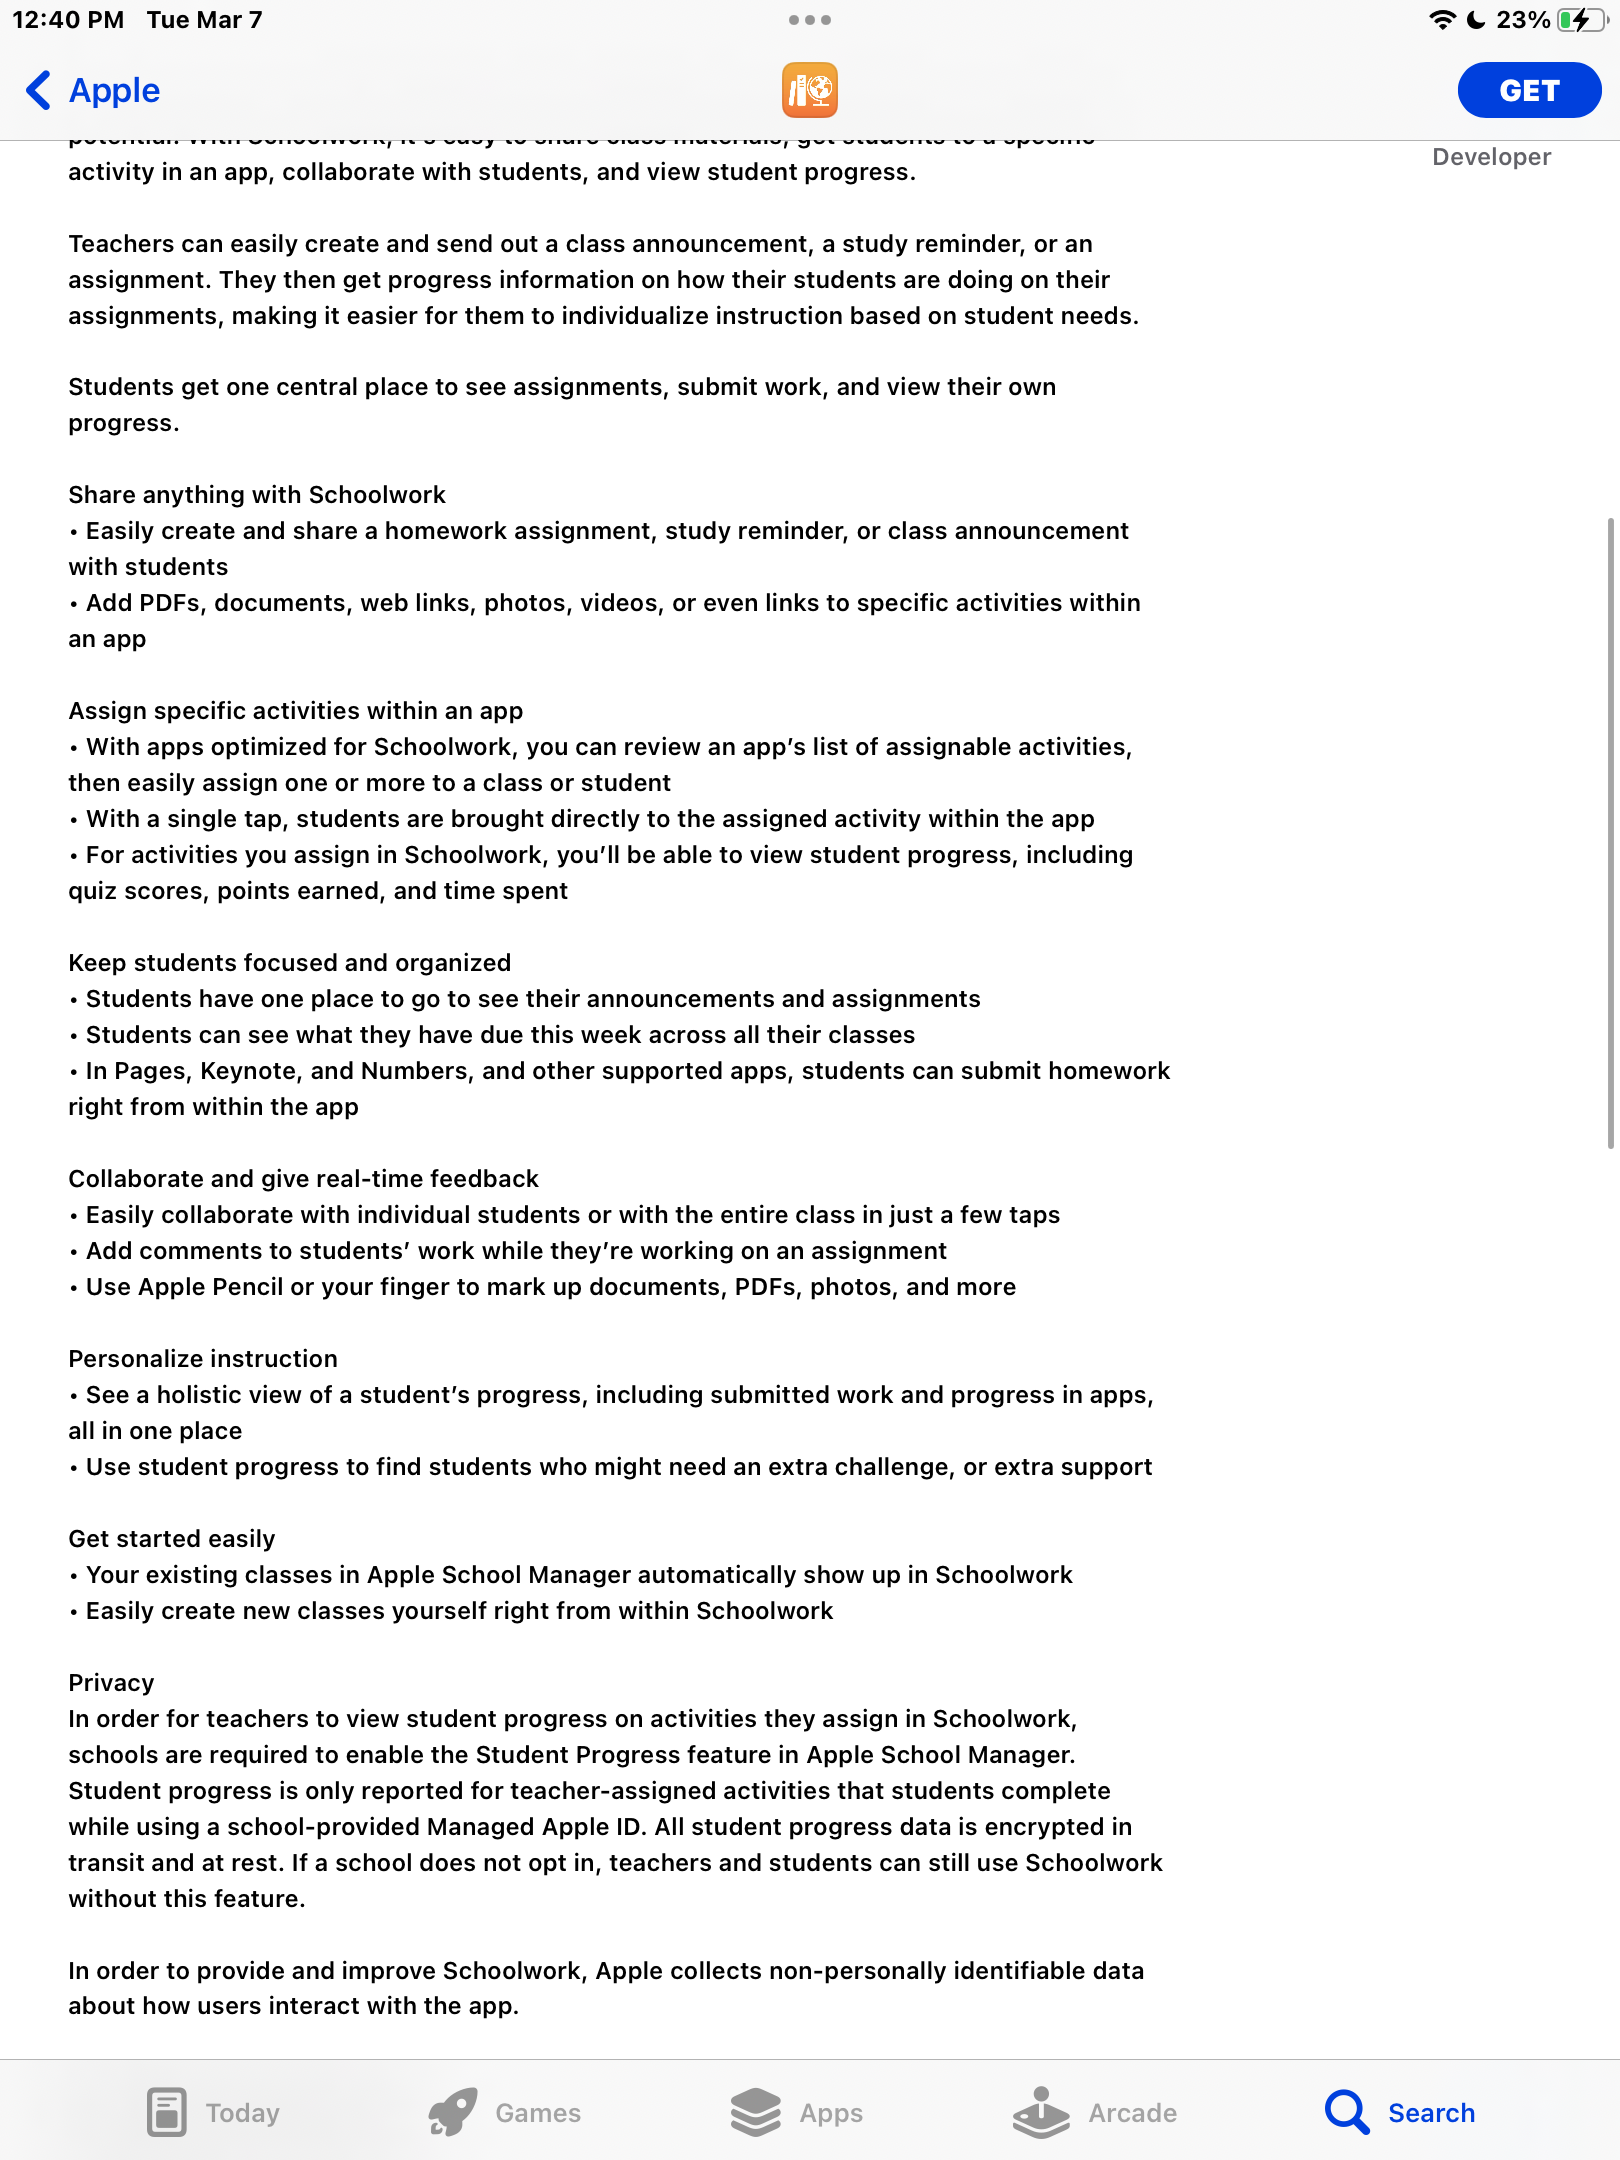 12:40 PM Tue Mar 7
23%
Apple
GET
potential. With Schoolwork, it's easy to share class materials, get students to a specific
Developer
activity in an app, collaborate with students, and view student progress.
Teachers can easily create and send out a class announcement, a study reminder, or an
assignment. They then get progress information on how their students are doing on their
assignments, making it easier for them to individualize instruction based on student needs.
Students get one central place to see assignments, submit work, and view their own
progress.
Share anything with Schoolwork
• Easily create and share a homework assignment, study reminder, or class announcement
with students
• Add PDFs, documents, web links, photos, videos, or even links to specific activities within
an app
Assign specific activities within an app
• With apps optimized for Schoolwork, you can review an app’s list of assignable activities,
then easily assign one or more to a class or student
• With a single tap, students are brought directly to the assigned activity within the app
• For activities you assign in Schoolwork, you’ll be able to view student progress, including
quiz scores, points earned, and time spent
Keep students focused and organized
• Students have one place to go to see their announcements and assignments
• Students can see what they have due this week across all their classes
• In Pages, Keynote, and Numbers, and other supported apps, students can submit homework
right from within the app
Collaborate and give real-time feedback
• Easily collaborate with individual students or with the entire class in just a few taps
• Add comments to students’ work while they’re working on an assignment
• Use Apple Pencil or your finger to mark up documents, PDFs, photos, and more
Personalize instruction
• See a holistic view of a student’s progress, including submitted work and progress in apps,
all in one place
• Use student progress to find students who might need an extra challenge, or extra support
Get started easily
• Your existing classes in Apple School Manager automatically show up in Schoolwork
• Easily create new classes yourself right from within Schoolwork
Privacy
In order for teachers to view student progress on activities they assign in Schoolwork,
schools are required to enable the Student Progress feature in Apple School Manager.
Student progress is only reported for teacher-assigned activities that students complete
while using a school-provided Managed Apple ID. All student progress data is encrypted in
transit and at rest. If a school does not opt in, teachers and students can still use Schoolwork
without this feature.
In order to provide and improve Schoolwork, Apple collects non-personally identifiable data
about how users interact with the app.
Today
Games
Apps
Arcade
Search